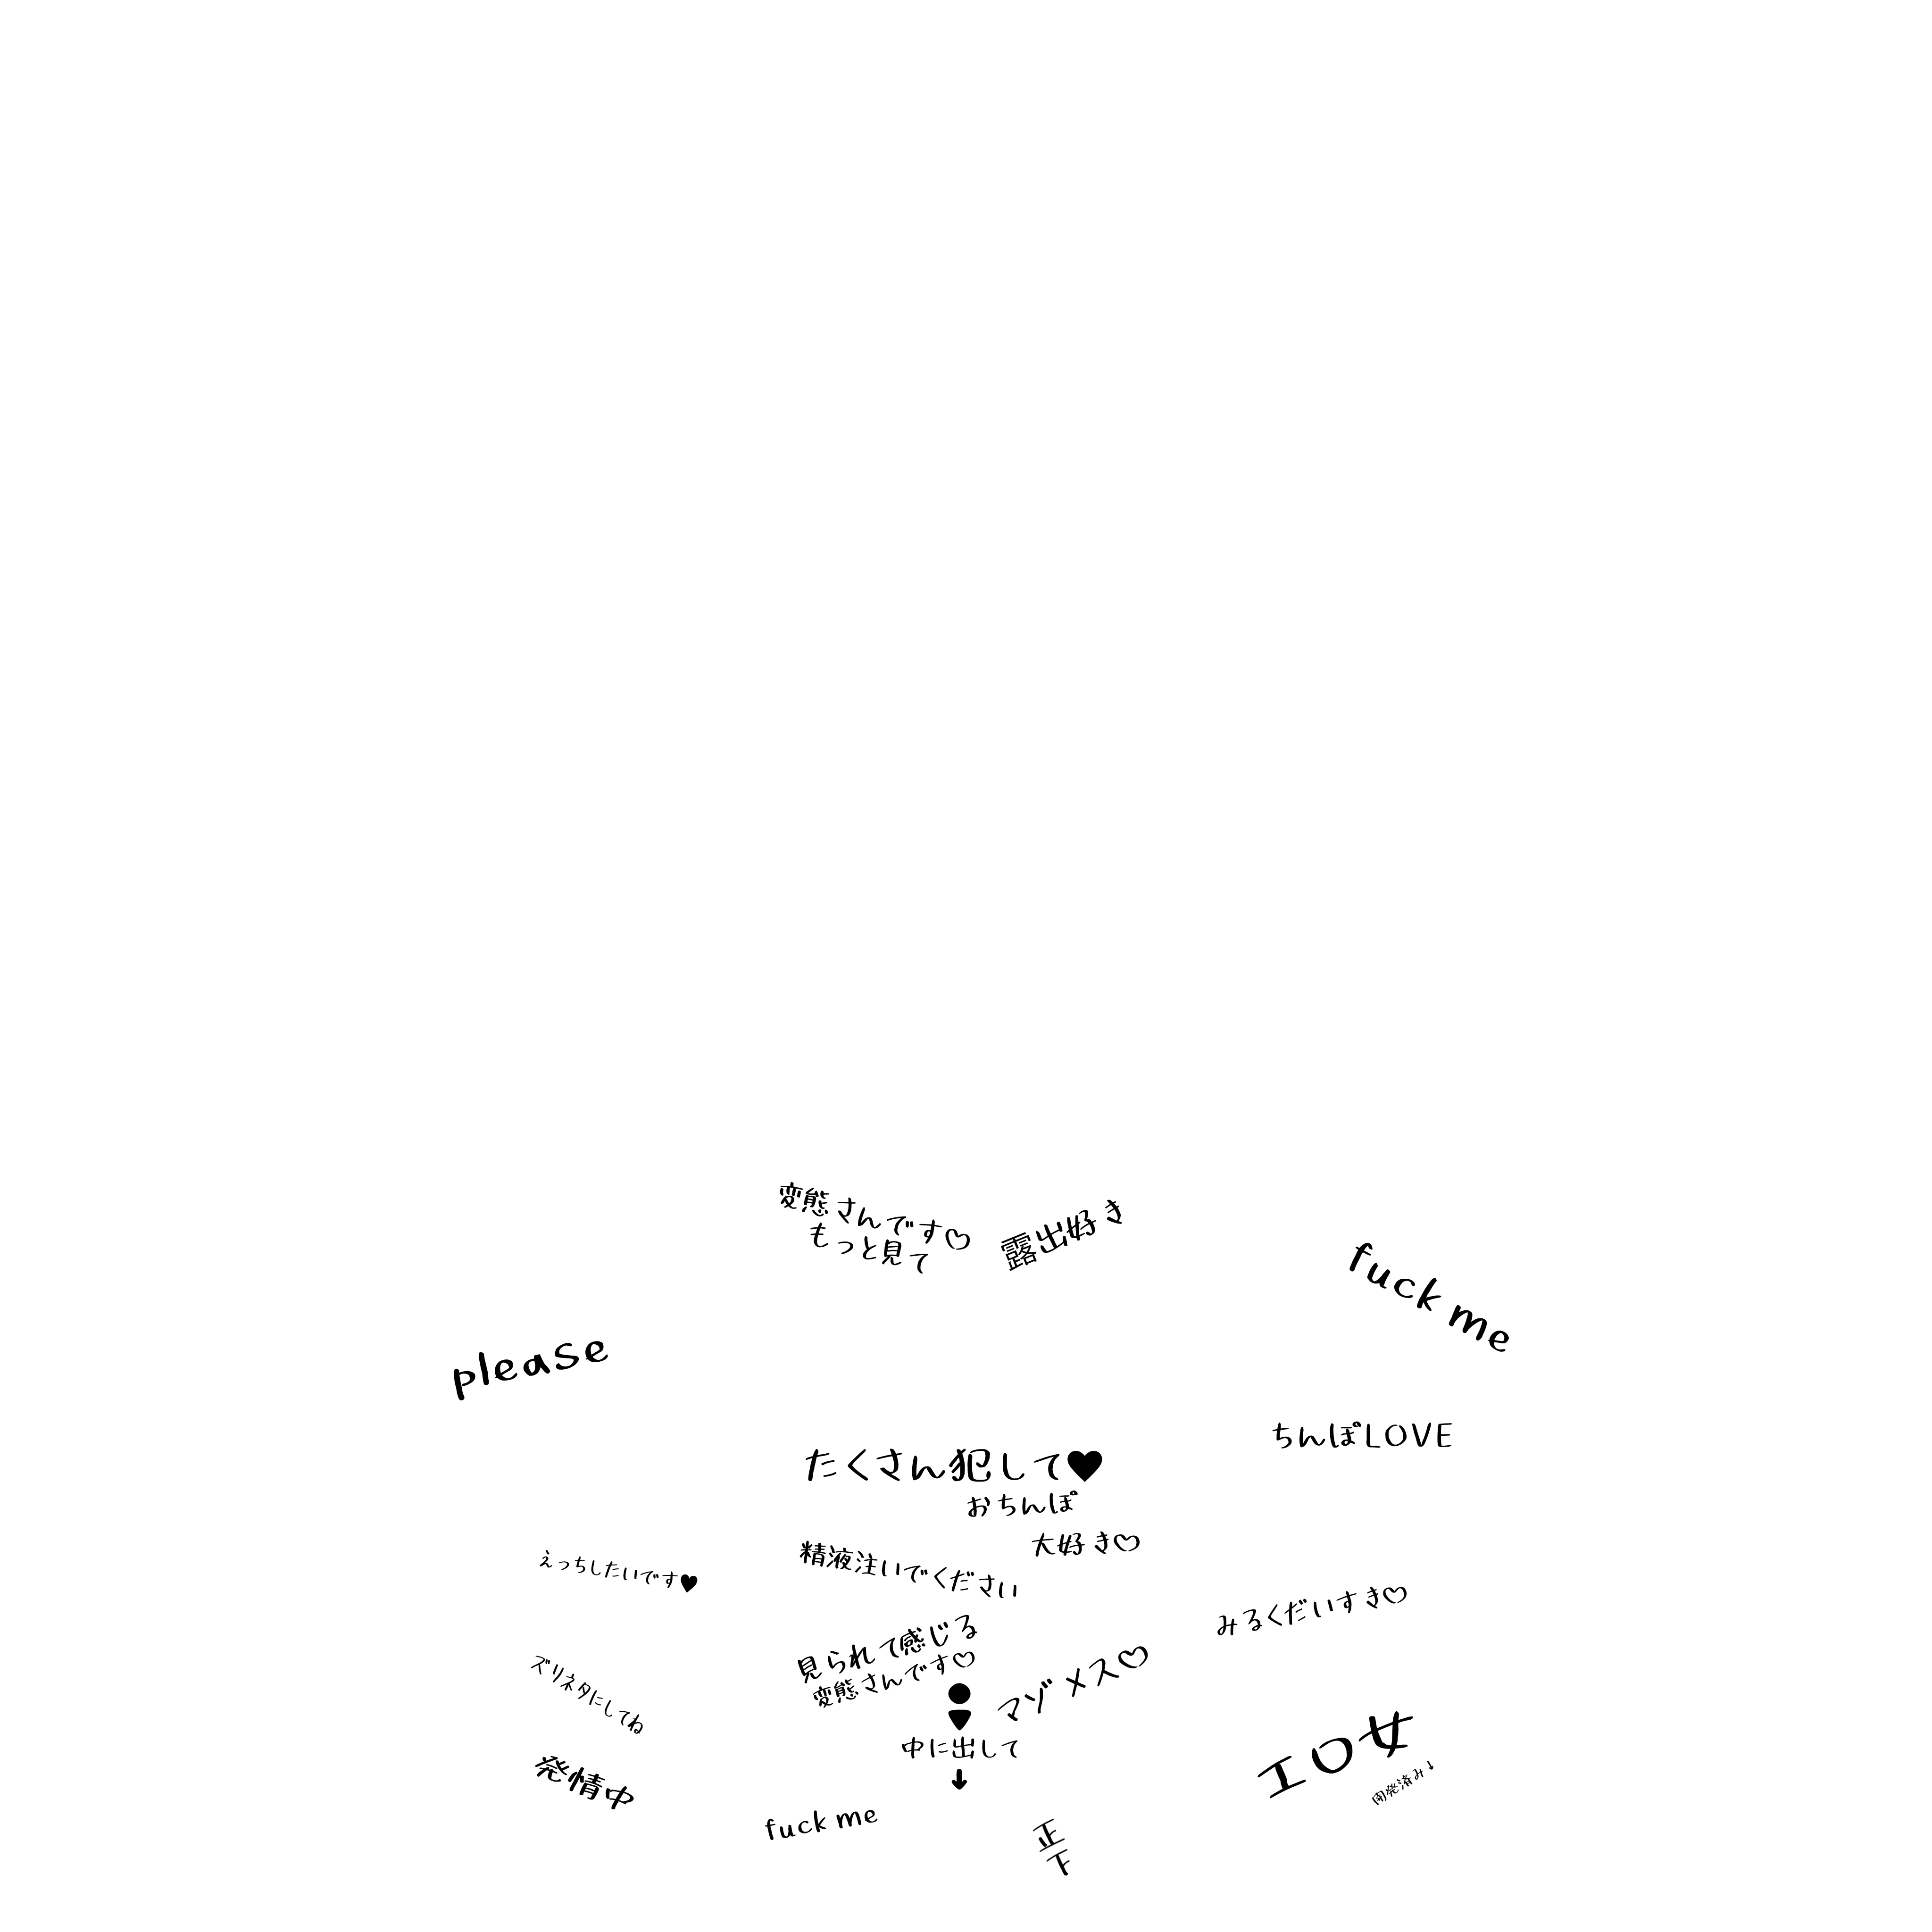 変態さんです♡
もっと見て
露出好き
fuck me
please
ちんぽLOVE
たくさん犯して♥
おちんぽ
大好き♡
精液注いでください
えっちしたいです♥
みるくだいすき♡
見られて感じる
変態さんです♡
マゾメス♡
ズリネタにしてね
中に出して
↓
エロ女
開発済み↓
発情中
fuck me
正
下